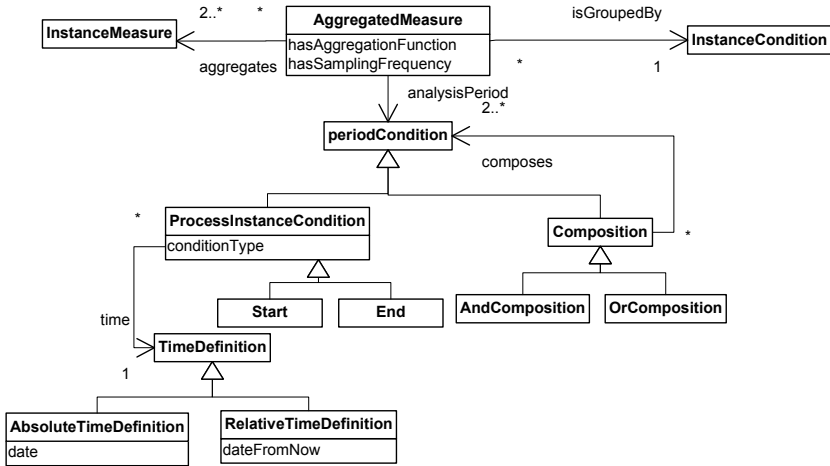 2..*
*
AggregatedMeasure
isGroupedBy
InstanceMeasure
hasAggregationFunction
InstanceCondition
aggregates
hasSamplingFrequency
*
1
analysisPeriod
2..*
periodCondition
composes
*
ProcessInstanceCondition
Composition
*
conditionType
Start
End
AndComposition
OrComposition
time
TimeDefinition
1
AbsoluteTimeDefinition
RelativeTimeDefinition
date
dateFromNow